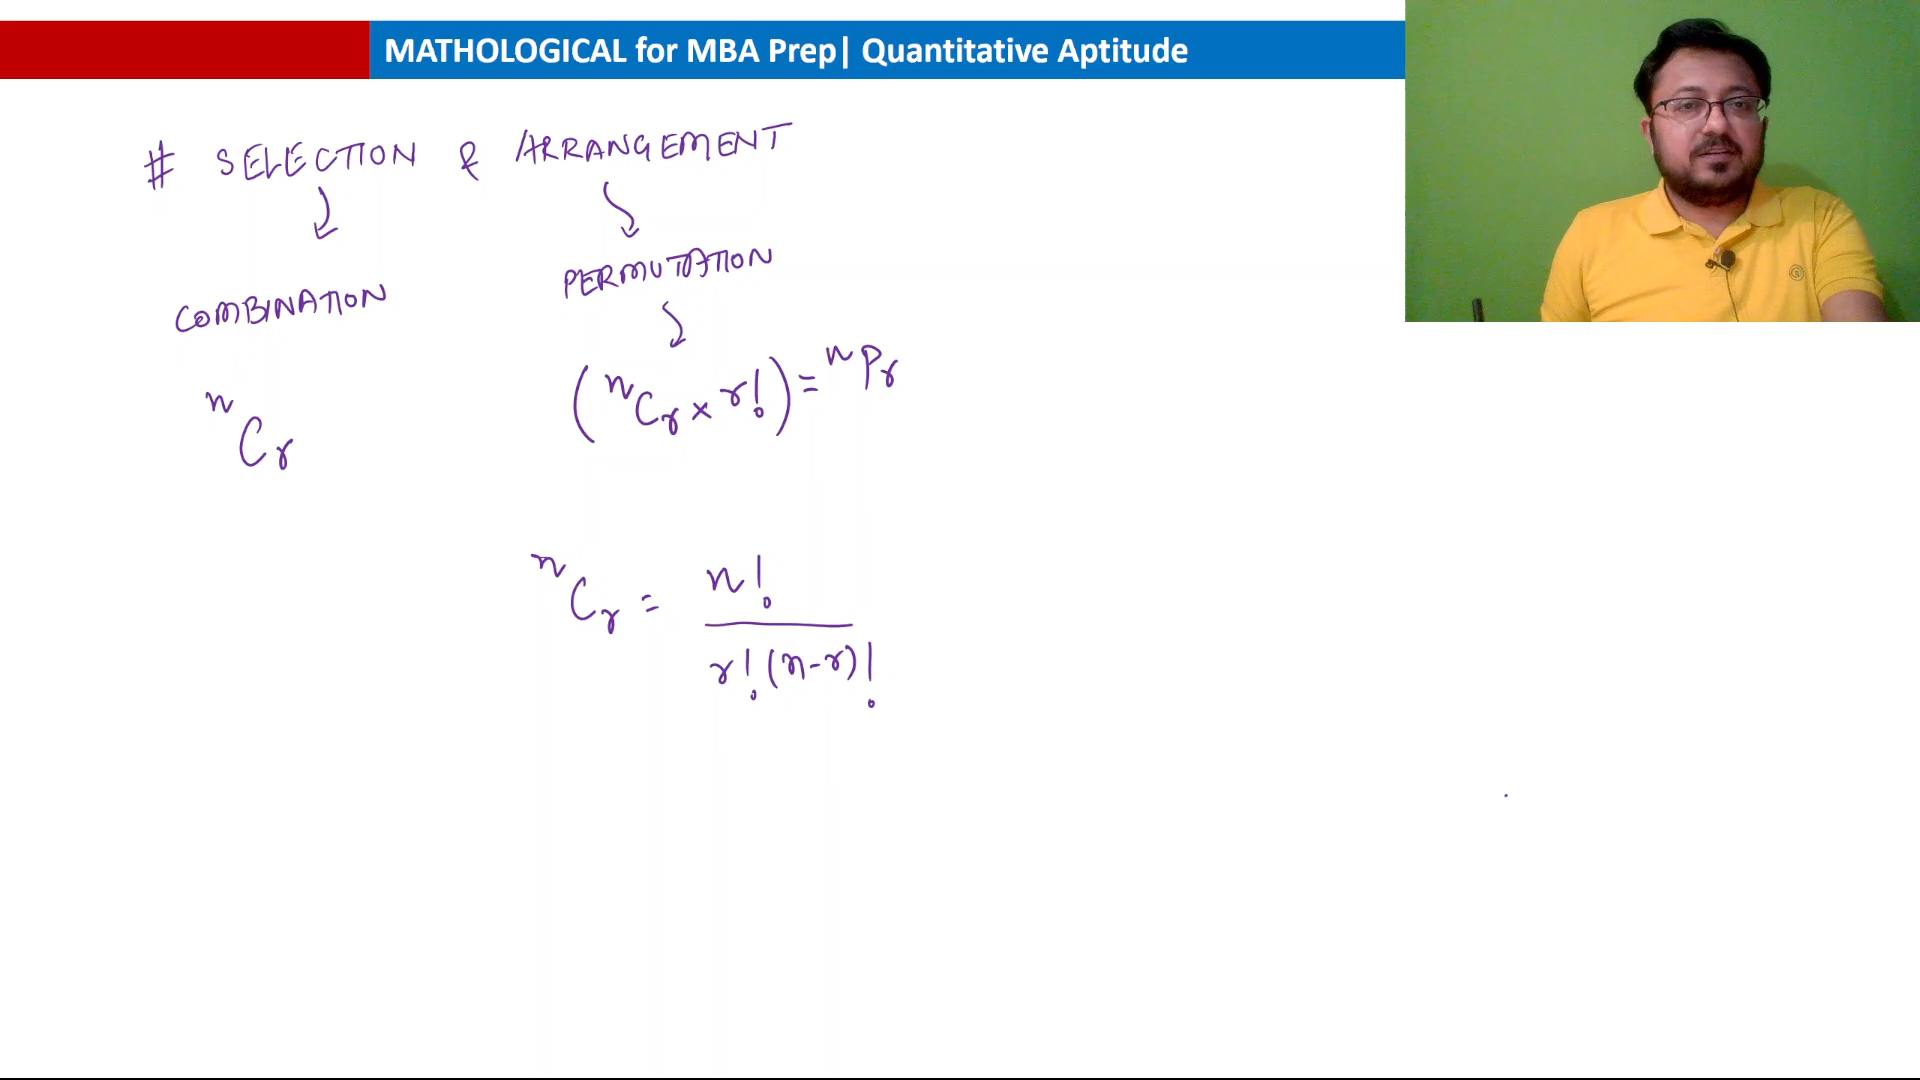 MATHOLOGICAL for MBA Prep| Quantitative Aptitude
# SELECTION & ARRANGEMENT
PERMUTATION
COMBINATION
(ⁿCᵣ × r!) = ⁿPᵣ
ⁿCᵣ
ⁿCᵣ = n! / r!(n-r)!